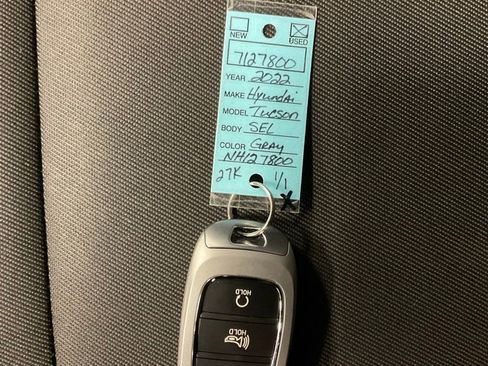 NEW USED
7127800
YEAR 2022
MAKE Hyundai
MODEL Tucson
BODY SEL
COLOR Gray
NH127800
27K 1/1
HOLD
HOLD